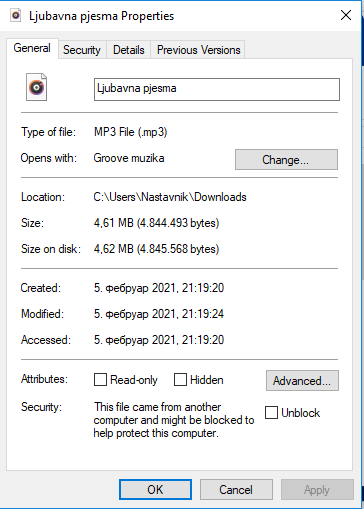 Ljubavna pjesma Properties
General Security Details Previous Versions
Ljubavna pjesma
Type of file: MP3 File (.mp3)
Opens with: Groove muzika Change...
Location: C:\Users\Nastavnik\Downloads
Size: 4,61 MB (4.844.493 bytes)
Size on disk: 4,62 MB (4.845.568 bytes)
Created: 5. фебруар 2021, 21:19:20
Modified: 5. фебруар 2021, 21:19:24
Accessed: 5. фебруар 2021, 21:19:20
Attributes: Read-only Hidden Advanced...
Security: This file came from another Unblock
computer and might be blocked to
help protect this computer.
OK Cancel Apply